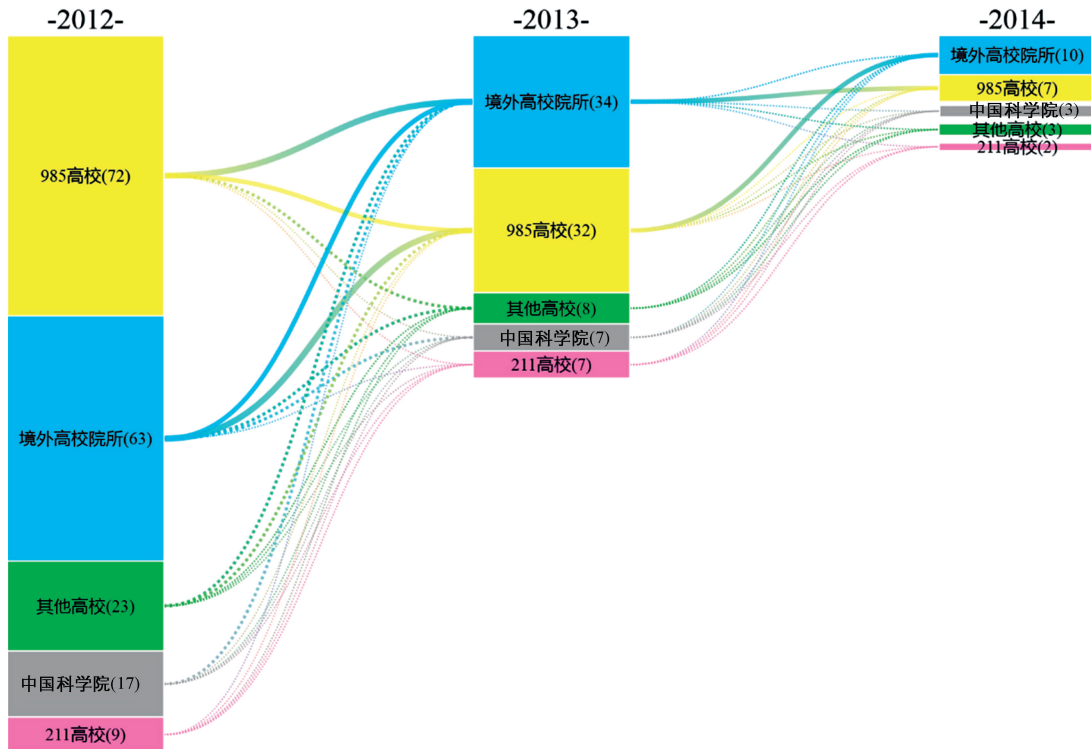 -2012-
985高校(72)
境外高校院所(63)
其他高校(23)
中国科学院(17)
211高校(9)
-2013-
境外高校院所(34)
985高校(32)
其他高校(8)
中国科学院(7)
211高校(7)
-2014-
境外高校院所(10)
985高校(7)
中国科学院(3)
其他高校(3)
211高校(2)